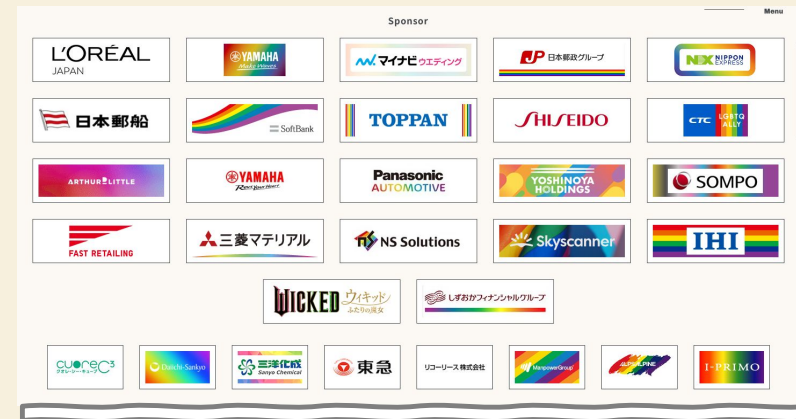 Menu
Sponsor
L'ORÉAL
JAPAN
YAMAHA
Make Waves
マイナビウエディング
JP 日本郵政グループ
NX NIPPON
EXPRESS
日本郵船
SoftBank
TOPPAN
SHISEIDO
CTC LGBTQ
ALLY
ARTHUR D LITTLE
YAMAHA
Revs Your Heart
Panasonic
AUTOMOTIVE
YOSHINOYA
HOLDINGS
SOMPO
FAST RETAILING
三菱マテリアル
NS Solutions
Skyscanner
IHI
WICKED ウィキッド
ふたりの魔女
しずおかフィナンシャルグループ
cuorec³
クオレ・シー・キューブ
Daiichi-Sankyo
三洋化成
Sanyo Chemical
東急
リコーリース株式会社
ManpowerGroup
ALPSALPINE
I-PRIMO